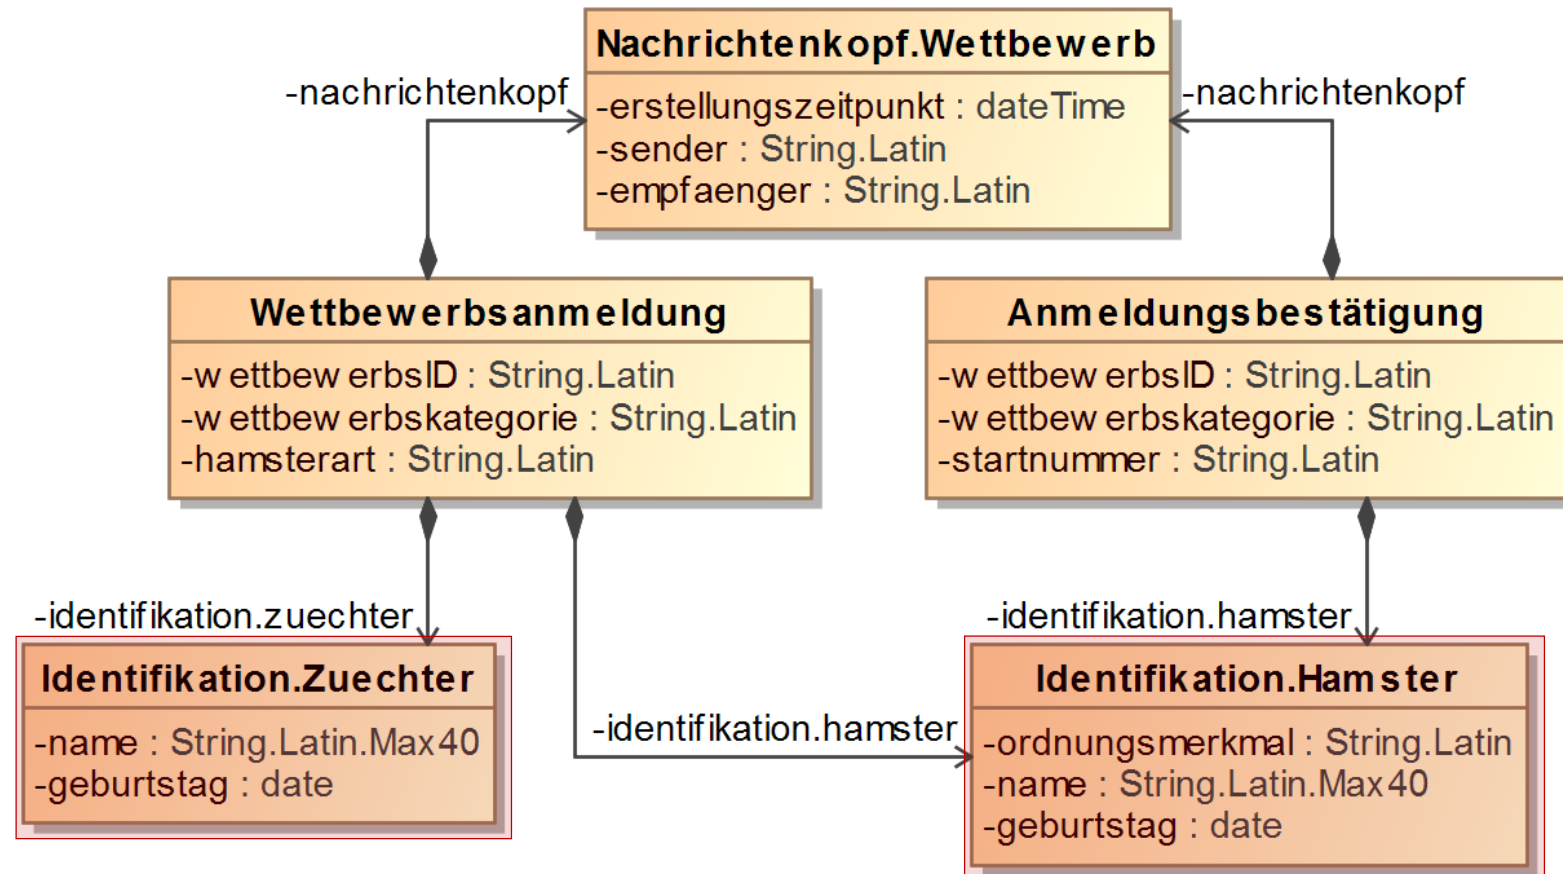 Nachrichtenkopf.Wettbewerb
-nachrichtenkopf
-nachrichtenkopf
-erstellungszeitpunkt : dateTime
-sender : String.Latin
-empfaenger : String.Latin
Wettbewerbsanmeldung
-wettbewerbsID : String.Latin
-wettbewerbskategorie : String.Latin
-hamsterart : String.Latin
Anmeldungsbestätigung
-wettbewerbsID : String.Latin
-wettbewerbskategorie : String.Latin
-startnummer : String.Latin
-identifikation.zuechter
-identifikation.hamster
Identifikation.Zuechter
-name : String.Latin.Max40
-geburtstag : date
-identifikation.hamster
Identifikation.Hamster
-ordnungsmerkmal : String.Latin
-name : String.Latin.Max40
-geburtstag : date